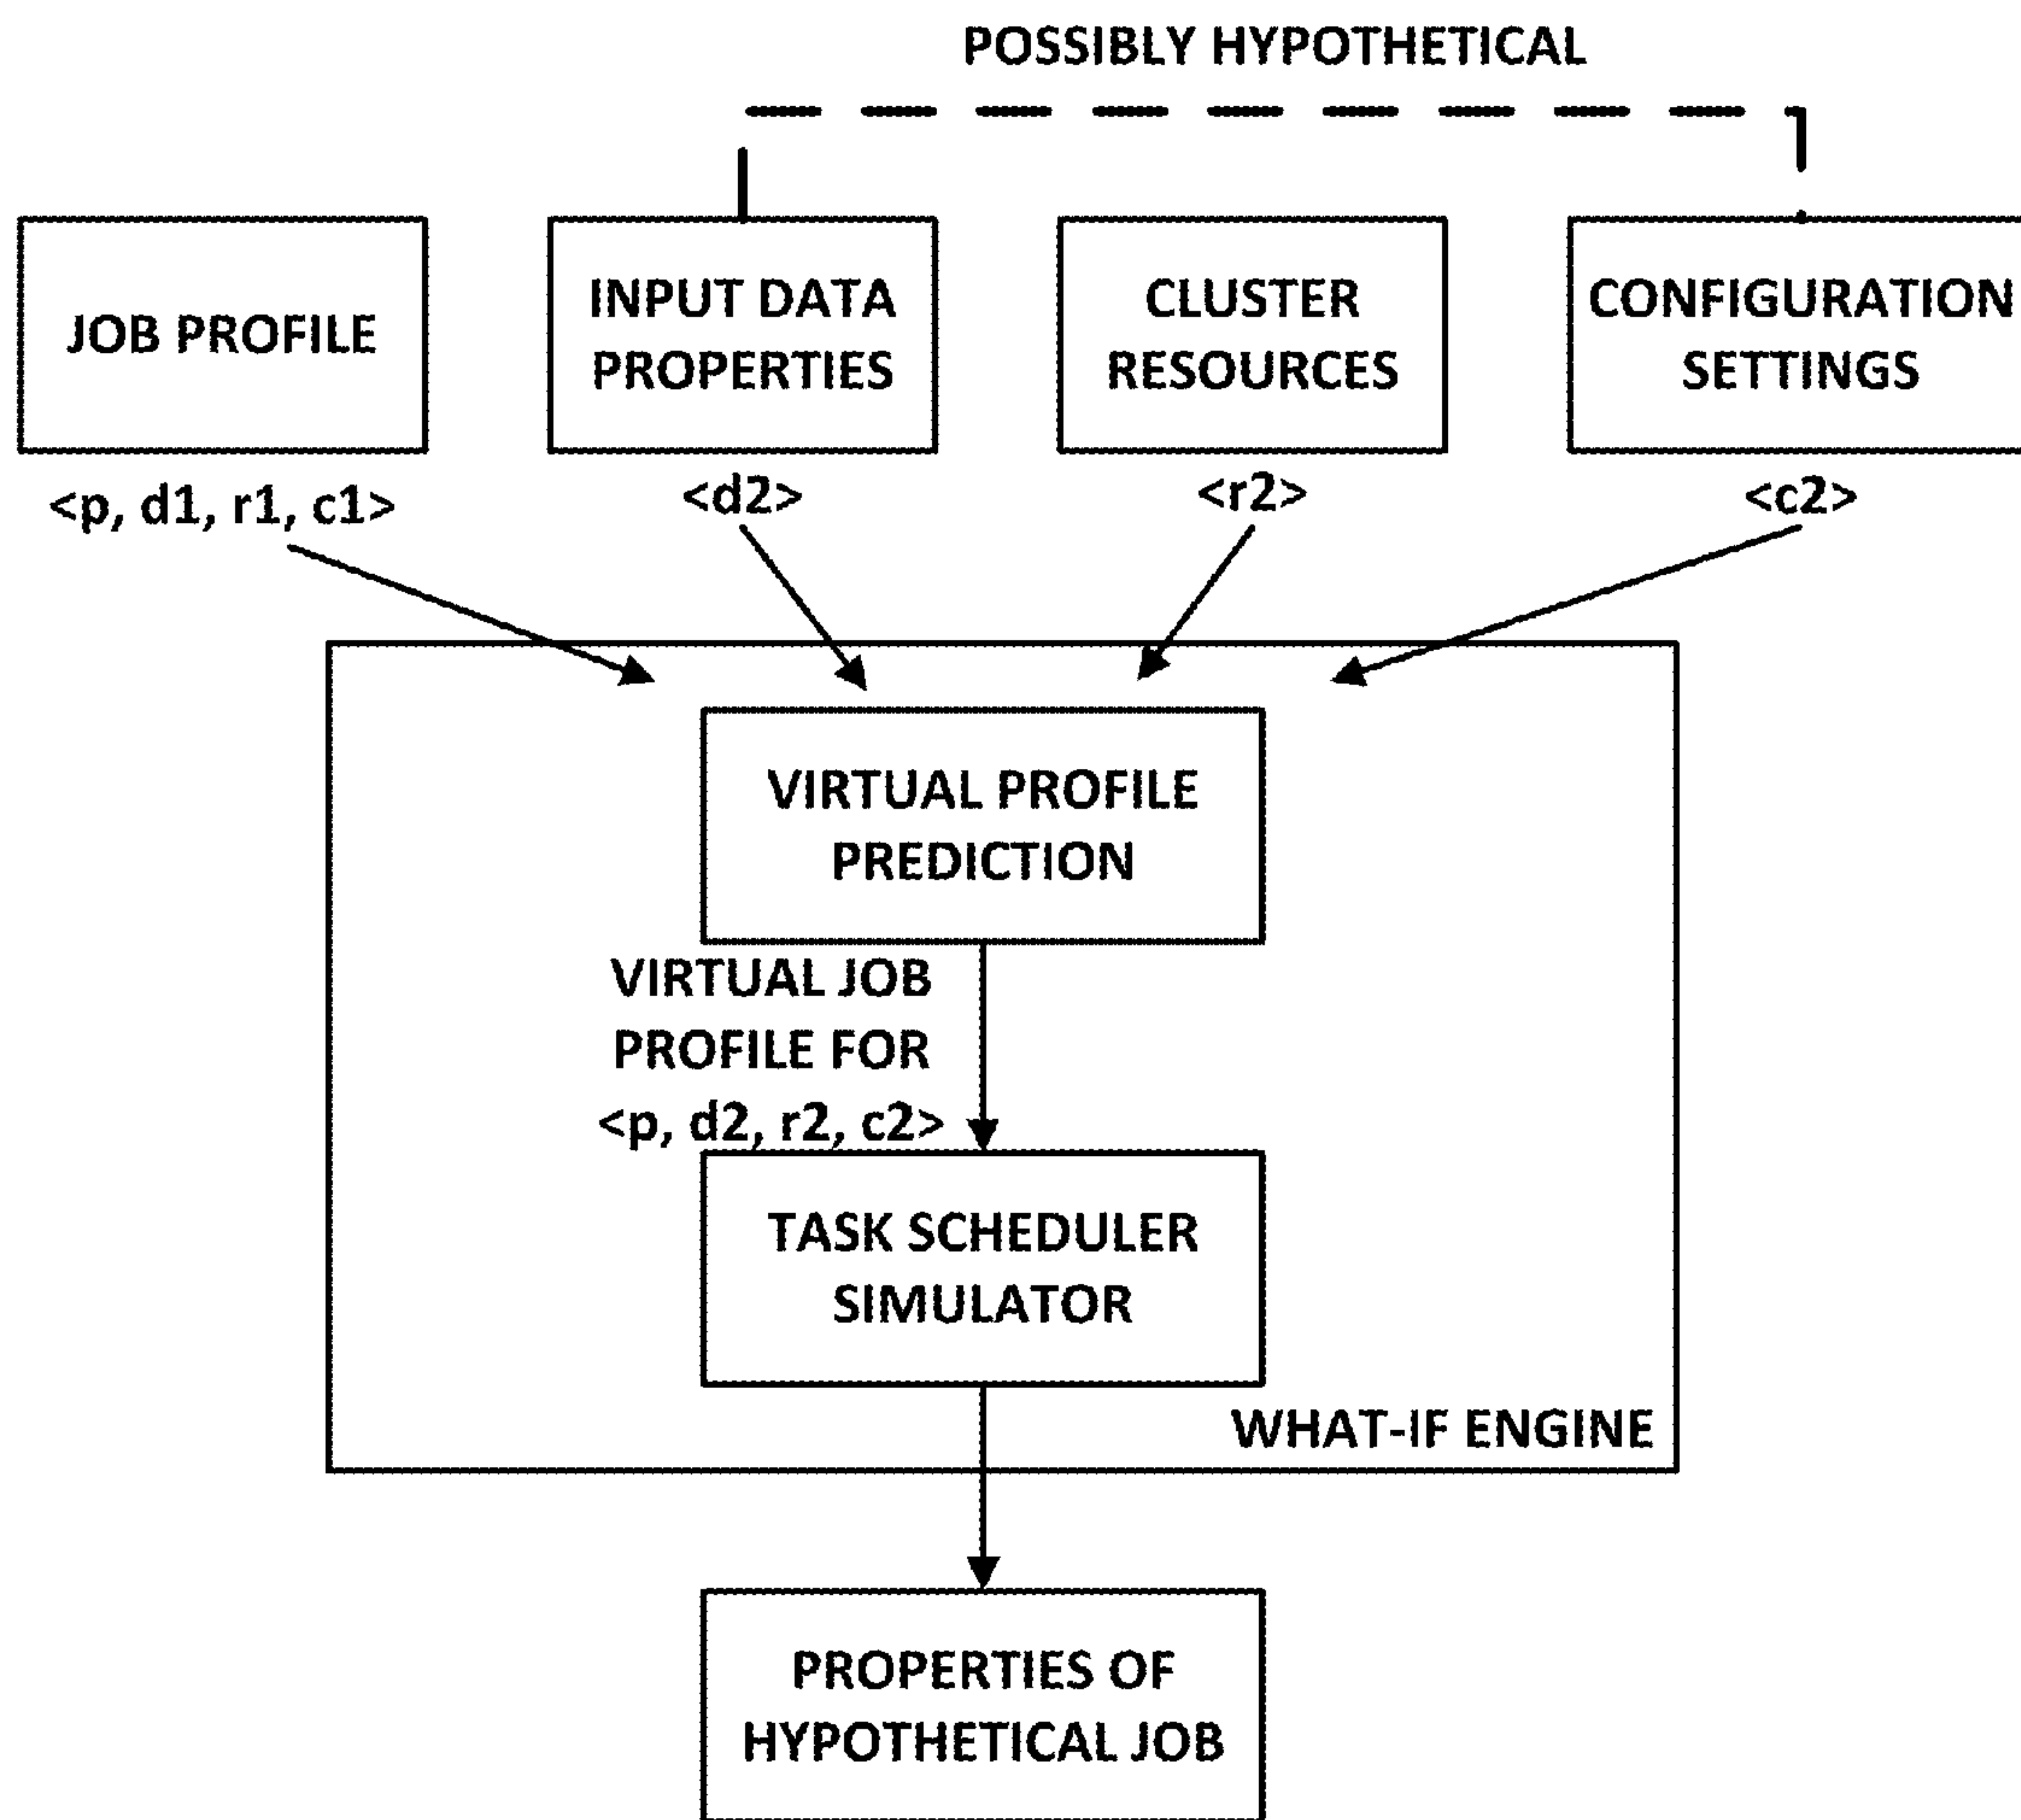 POSSIBLY HYPOTHETICAL
JOB PROFILE
INPUT DATA
PROPERTIES
CLUSTER
RESOURCES
CONFIGURATION
SETTINGS
<p, d1, r1, c1>
<d2>
<r2>
<c2>
VIRTUAL PROFILE
PREDICTION
VIRTUAL JOB
PROFILE FOR
<p, d2, r2, c2>
TASK SCHEDULER
SIMULATOR
WHAT-IF ENGINE
PROPERTIES OF
HYPOTHETICAL JOB